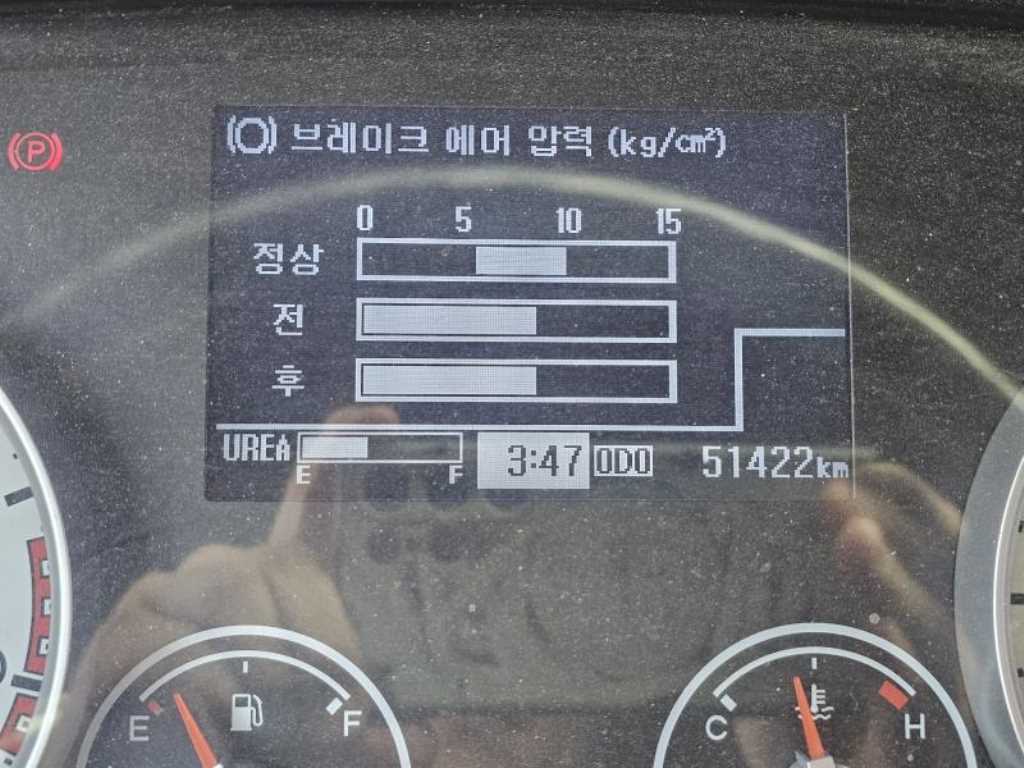 브레이크 에어 압력 (kg/cm²)
P
0 5 10 15
정상
전
후
UREA E F 3:47 ODO 51422km
E F C H